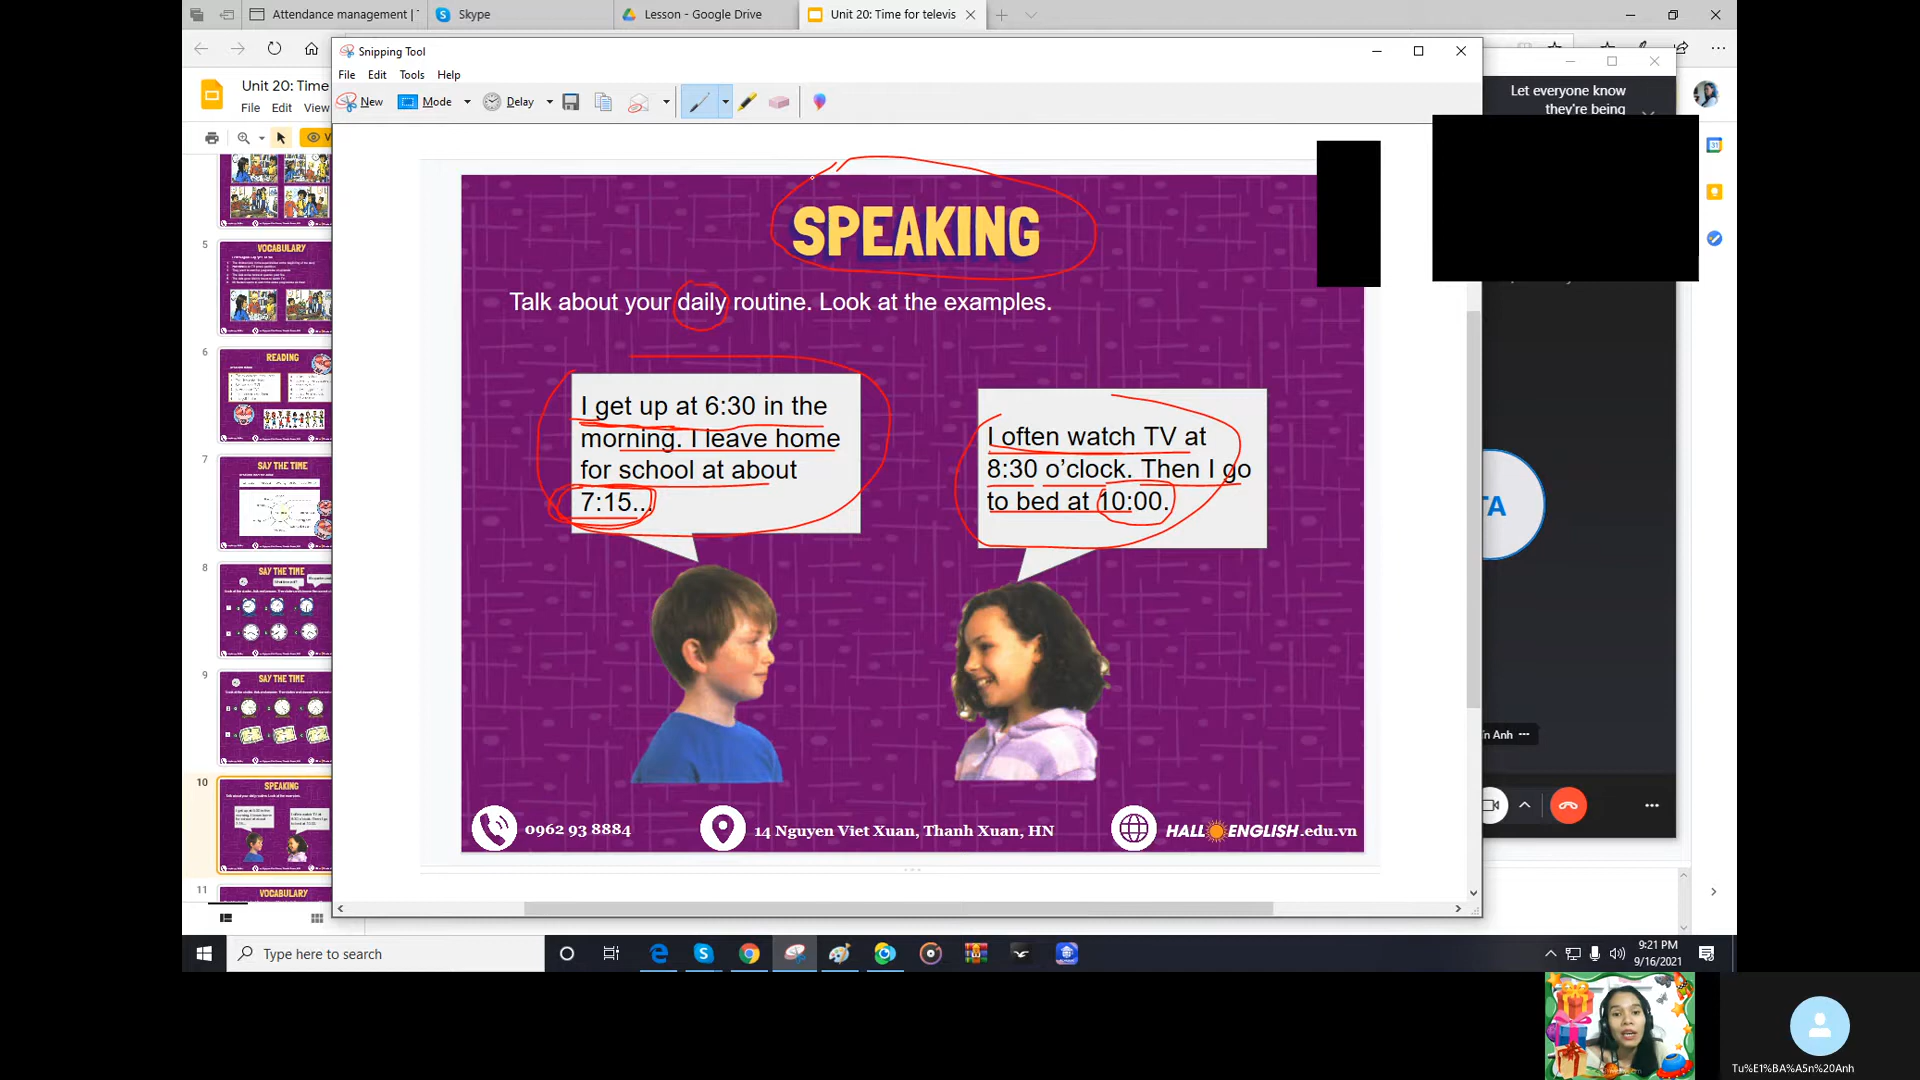 Attendance management |
Skype
Lesson - Google Drive
Unit 20: Time for televis
Snipping Tool
File Edit Tools Help
New Mode Delay
Unit 20: Time
File Edit View
Let everyone know
they're being
SPEAKING
Talk about your daily routine. Look at the examples.
I get up at 6:30 in the
morning. I leave home
for school at about
7:15...
I often watch TV at
8:30 o'clock. Then I go
to bed at 10:00.
0962 93 8884
14 Nguyen Viet Xuan, Thanh Xuan, HN
HALLO ENGLISH.edu.vn
5
VOCABULARY
6
READING
7
SAY THE TIME
8
SAY THE TIME
9
SAY THE TIME
10
SPEAKING
11
VOCABULARY
31
TA
n Anh
Type here to search
9:21 PM
9/16/2021
Tu%E1%BA%A5n%20Anh